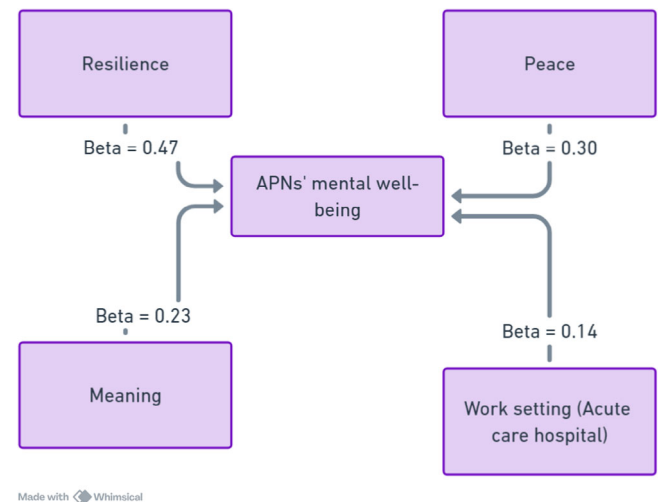 Resilience
Peace
Beta = 0.47
Beta = 0.30
APNs' mental well-
being
Beta = 0.23
Beta = 0.14
Meaning
Work setting (Acute
care hospital)
Made with Whimsical